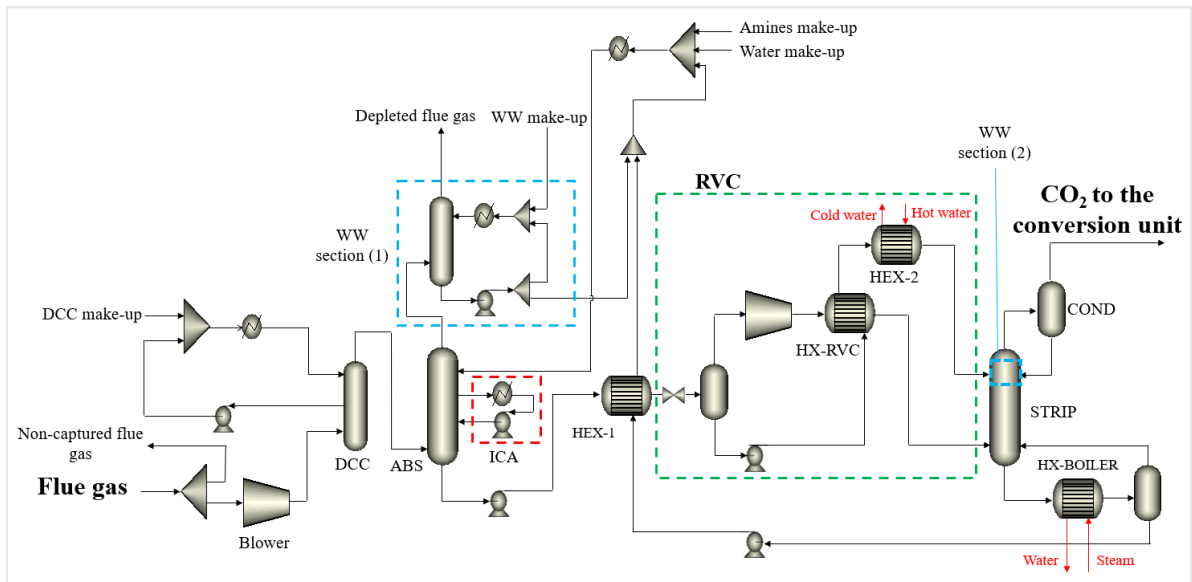 Amines make-up
Water make-up
Depleted flue gas
WW make-up
WW
section (2)
RVC
CO₂ to the
conversion unit
Cold water
Hot water
HEX-2
WW
section (1)
DCC make-up
COND
HX-RVC
STRIP
HEX-1
Non-captured flue
gas
DCC
ABS
ICA
HX-BOILER
Flue gas
Blower
Water
Steam